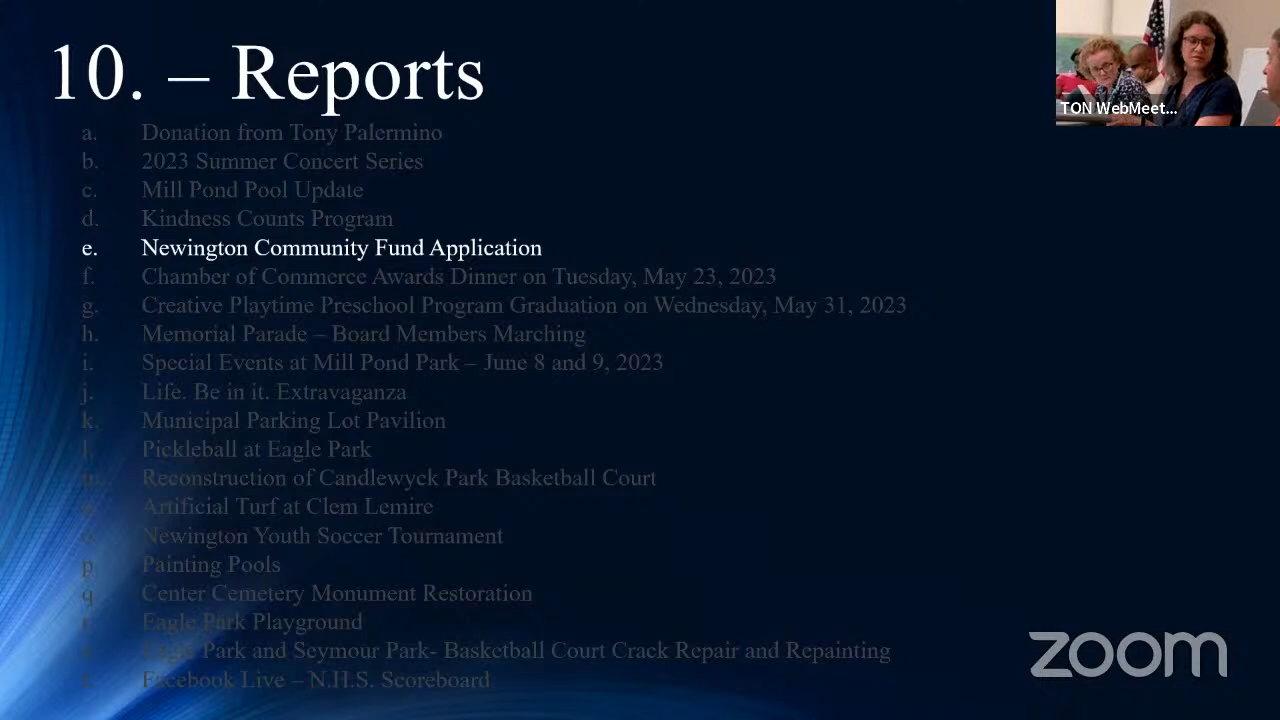 10. – Reports
a. Donation from Tony Palermino
b. 2023 Summer Concert Series
c. Mill Pond Pool Update
d. Kindness Counts Program
e. Newington Community Fund Application
f. Chamber of Commerce Awards Dinner on Tuesday, May 23, 2023
g. Creative Playtime Preschool Program Graduation on Wednesday, May 31, 2023
h. Memorial Parade – Board Members Marching
i. Special Events at Mill Pond Park – June 8 and 9, 2023
j. Life. Be in it. Extravaganza
k. Municipal Parking Lot Pavilion
l. Pickleball at Eagle Park
m. Reconstruction of Candlewyck Park Basketball Court
n. Artificial Turf at Clem Lemire
o. Newington Youth Soccer Tournament
p. Painting Pools
q. Center Cemetery Monument Restoration
r. Eagle Park Playground
s. Eagle Park and Seymour Park- Basketball Court Crack Repair and Repainting
t. Facebook Live – N.H.S. Scoreboard
TON WebMeet...
zoom